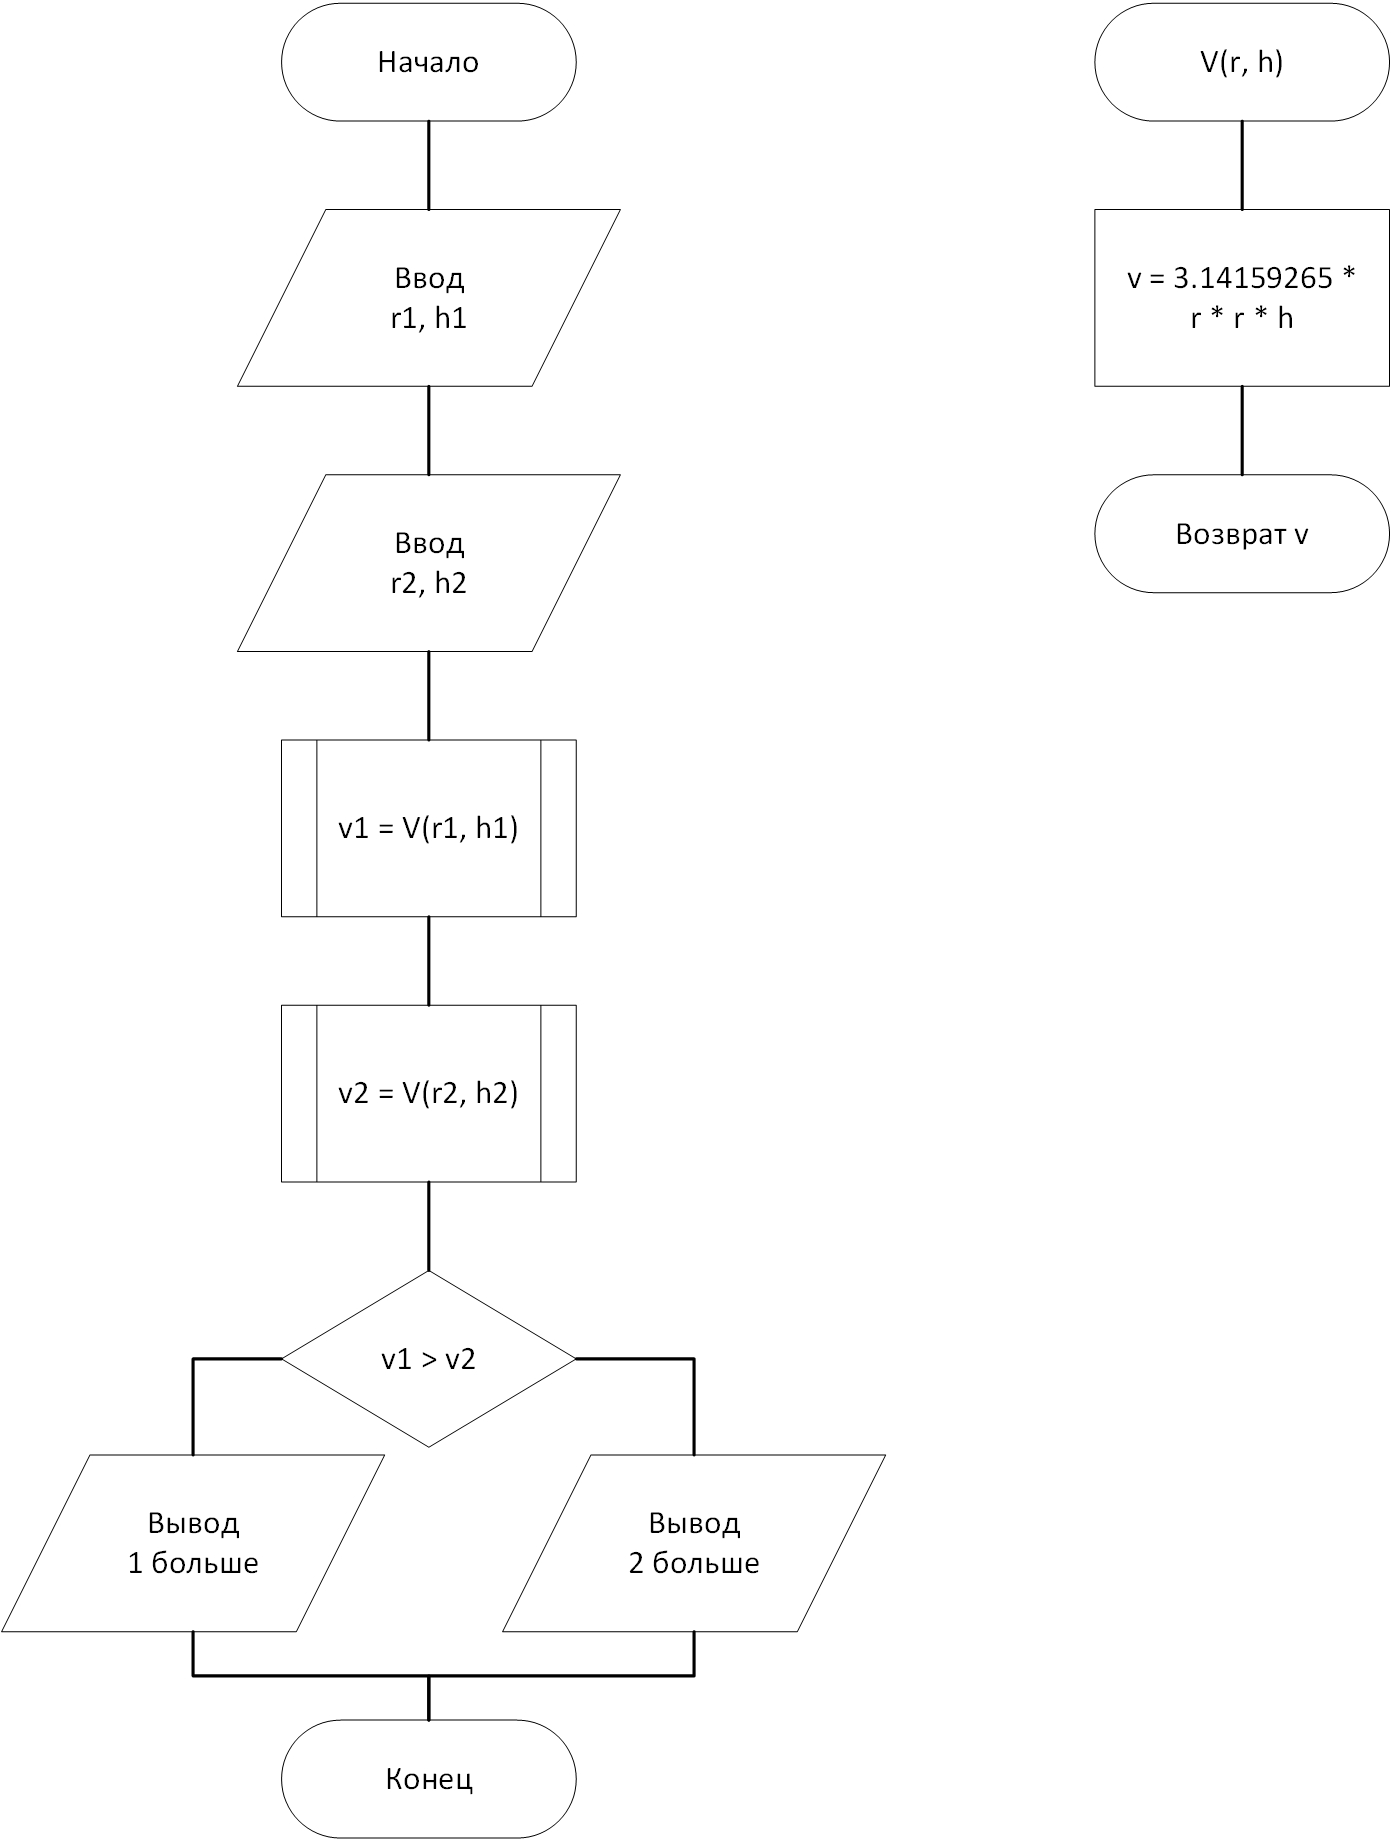 Начало
Ввод
r1, h1
Ввод
r2, h2
v1 = V(r1, h1)
v2 = V(r2, h2)
v1 > v2
Вывод
1 больше
Вывод
2 больше
Конец
V(r, h)
v = 3.14159265 *
r * r * h
Возврат v